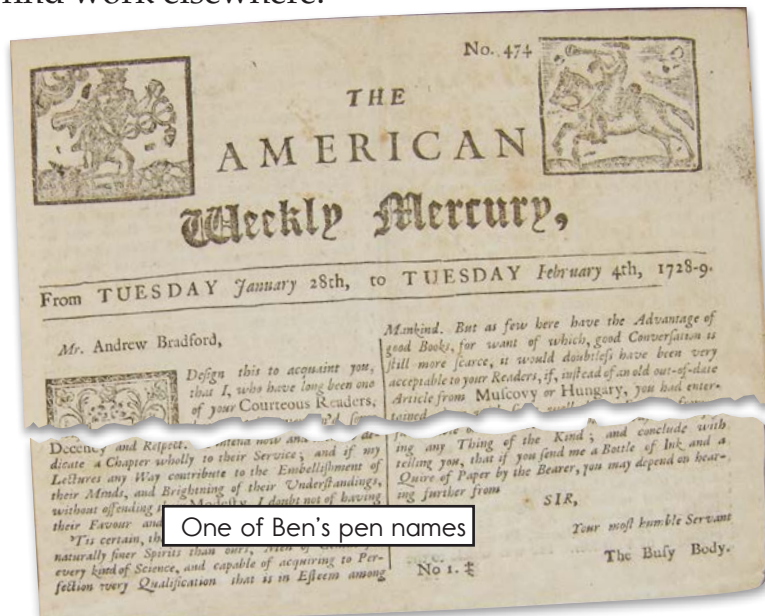 find work elsewhere.
No. 474
THE
AMERICAN
Weekly Mercury,
From TUESDAY January 28th, to TUESDAY February 4th, 1728-9.
Mr. Andrew Bradford,
Deſign this to acquaint you,
that I, who have long been one
of your Courteous Readers,
Decency and Reſpect. now and de-
dicate a Chapter wholly to their Service; and if my
Lectures any Way contribute to the Embelliſhment of
their Minds, and Brightning of their Underſtandings,
without offending Modeſty, I doubt not of having
their Favour and
'Tis certain,
naturally finer Spirits than ours,
every kind of Science, and capable of acquiring to Per-
fection every Qualification that is in Eſteem among
Mankind. But as few here have the Advantage of
good Books, for want of which, good Converſation is
ſtill more ſcarce, it would doubtleſs have been very
acceptable to your Readers, if, inſtead of an old out-of-date
Article from Muſcovy or Hungary, you had enter-
tained
ing any Thing of the Kind; and conclude with
telling you, that if you ſend me a Bottle of Ink and a
Quire of Paper by the Bearer, you may depend on hear-
ing further from
SIR,
Your moſt humble Servant
The Buſy Body.
No 1.
One of Ben's pen names